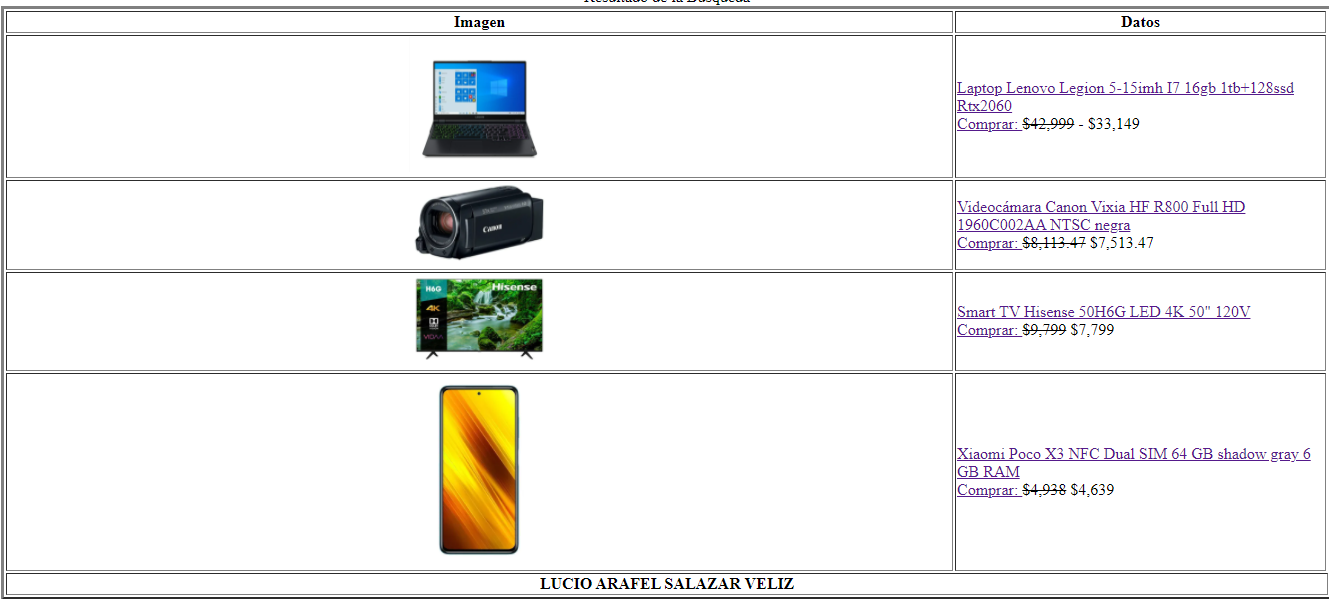 Resultado de la Búsqueda
Imagen
Datos
Laptop Lenovo Legion 5-15imh I7 16gb 1tb+128ssd
Rtx2060
Comprar: $42,999 - $33,149
Canon
Videocámara Canon Vixia HF R800 Full HD
1960C002AA NTSC negra
Comprar: $8,113.47 $7,513.47
H6G
Hisense
4K
VIDAA
Smart TV Hisense 50H6G LED 4K 50" 120V
Comprar: $9,799 $7,799
Xiaomi Poco X3 NFC Dual SIM 64 GB shadow gray 6
GB RAM
Comprar: $4,938 $4,639
LUCIO ARAFEL SALAZAR VELIZ